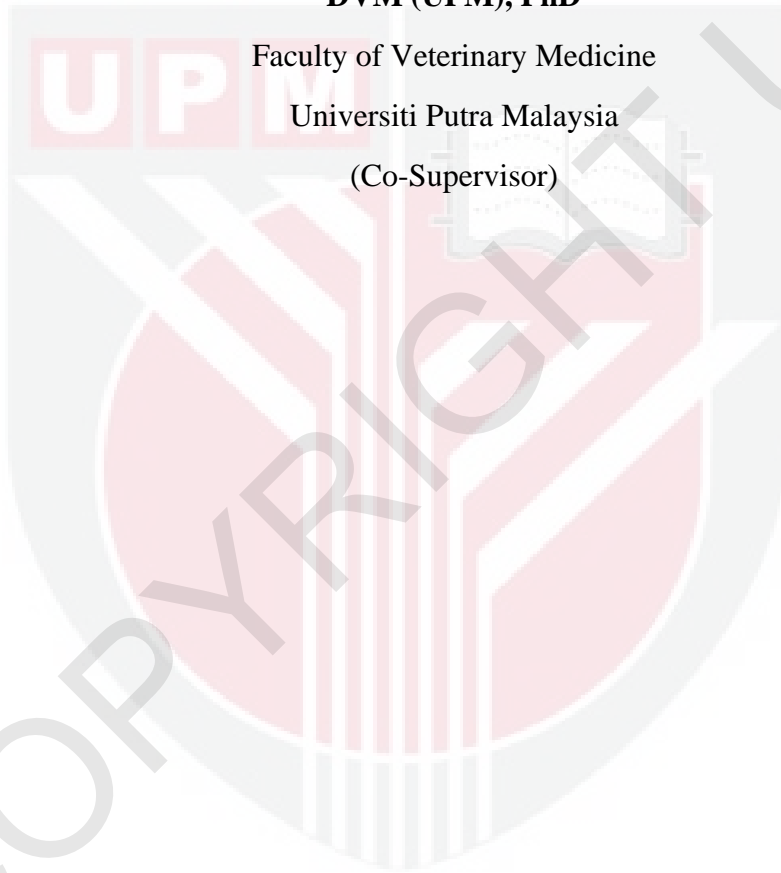 DVM (UPM), PhD
Faculty of Veterinary Medicine
Universiti Putra Malaysia
(Co-Supervisor)
UPM
COPYRIGHT U